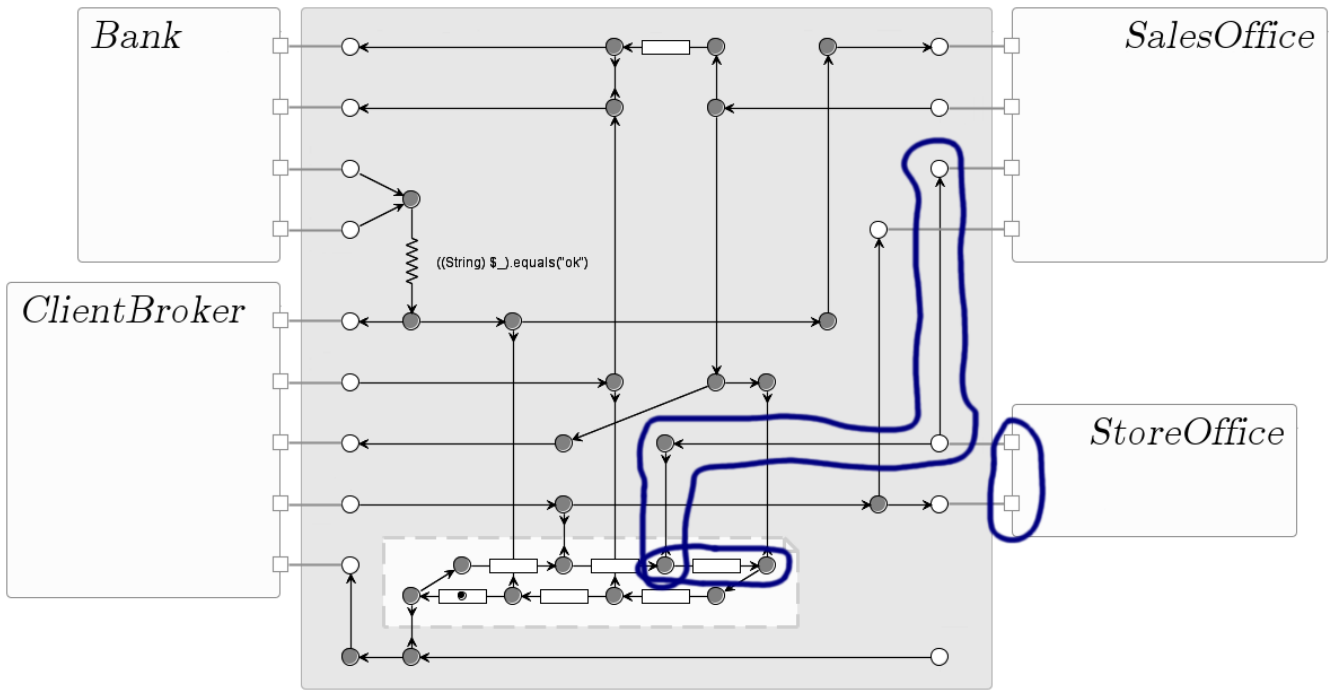 Bank
SalesOffice
((String) $_).equals("ok")
ClientBroker
StoreOffice